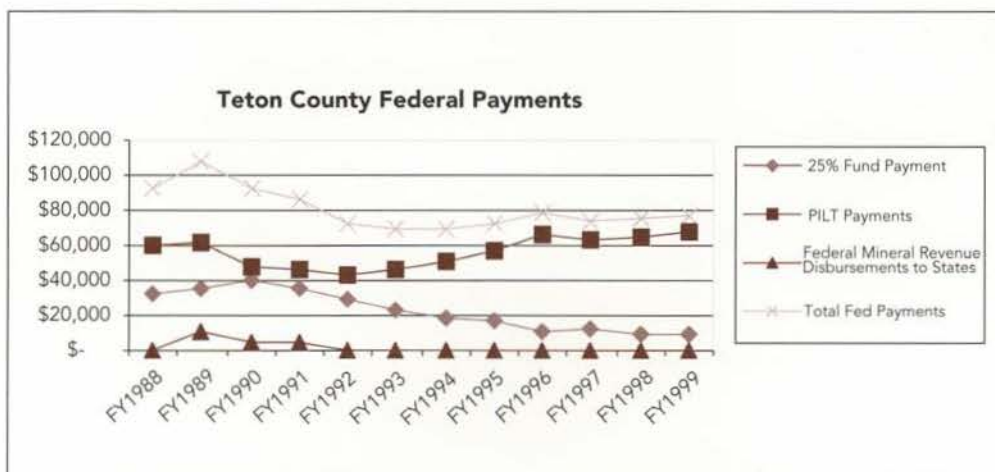 Teton County Federal Payments
$120,000
$100,000
$80,000
$60,000
$40,000
$20,000
$-
FY1988
FY1989
FY1990
FY1991
FY1992
FY1993
FY1994
FY1995
FY1996
FY1997
FY1998
FY1999
25% Fund Payment
PILT Payments
Federal Mineral Revenue
Disbursements to States
Total Fed Payments